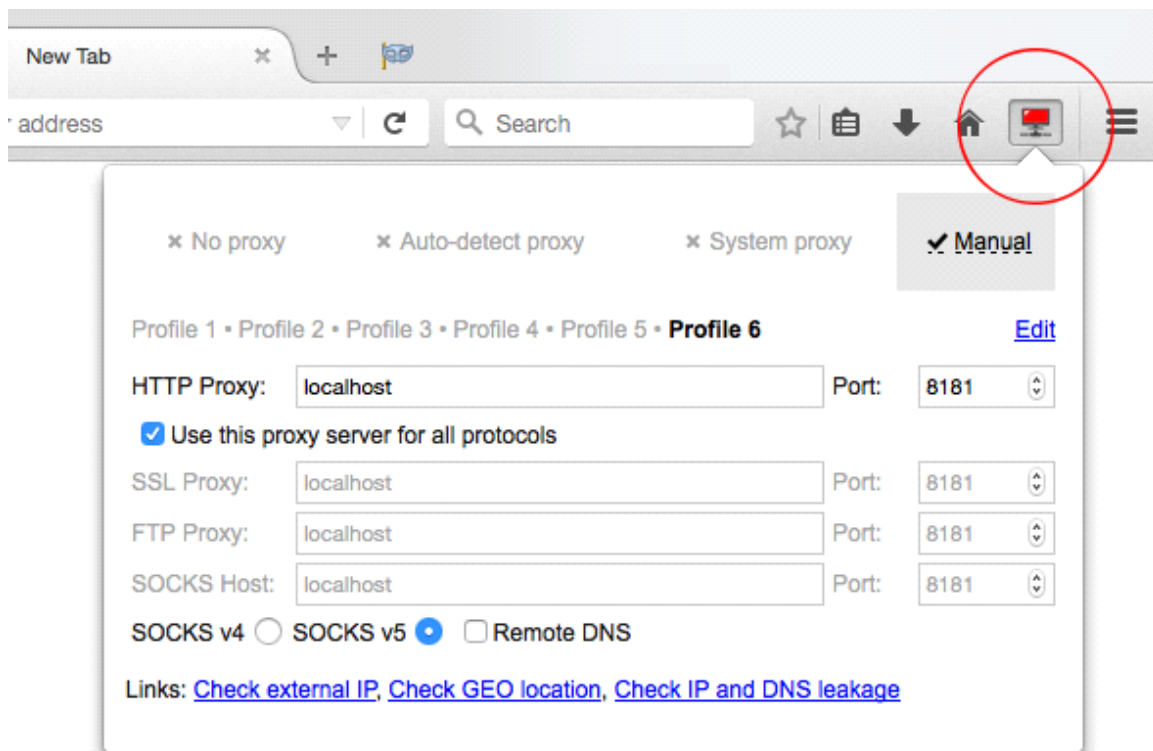 New Tab
r address Search
✖ No proxy ✖ Auto-detect proxy ✖ System proxy ✔ Manual
Profile 1 • Profile 2 • Profile 3 • Profile 4 • Profile 5 • Profile 6 Edit
HTTP Proxy: localhost Port: 8181
Use this proxy server for all protocols
SSL Proxy: localhost Port: 8181
FTP Proxy: localhost Port: 8181
SOCKS Host: localhost Port: 8181
SOCKS v4 SOCKS v5 Remote DNS
Links: Check external IP, Check GEO location, Check IP and DNS leakage